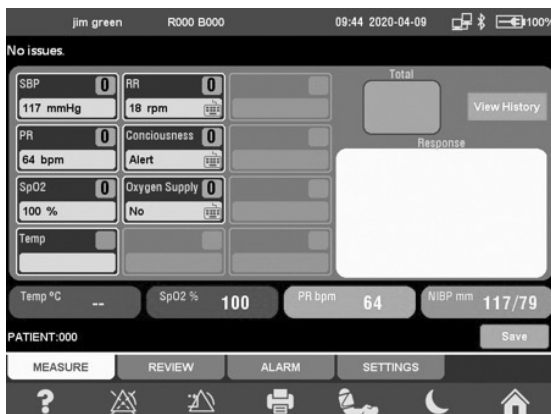 jim green R000 B000 09:44 2020-04-09 100%
No issues.
SBP 0 RR 0 Total
117 mmHg 18 rpm View History
PR 0 Conciousness 0 Response
64 bpm Alert
SpO2 0 Oxygen Supply 0
100 % No
Temp
Temp ºC -- SpO2 % 100 PR bpm 64 NIBP mm 117/79
PATIENT:000 Save
MEASURE REVIEW ALARM SETTINGS
?